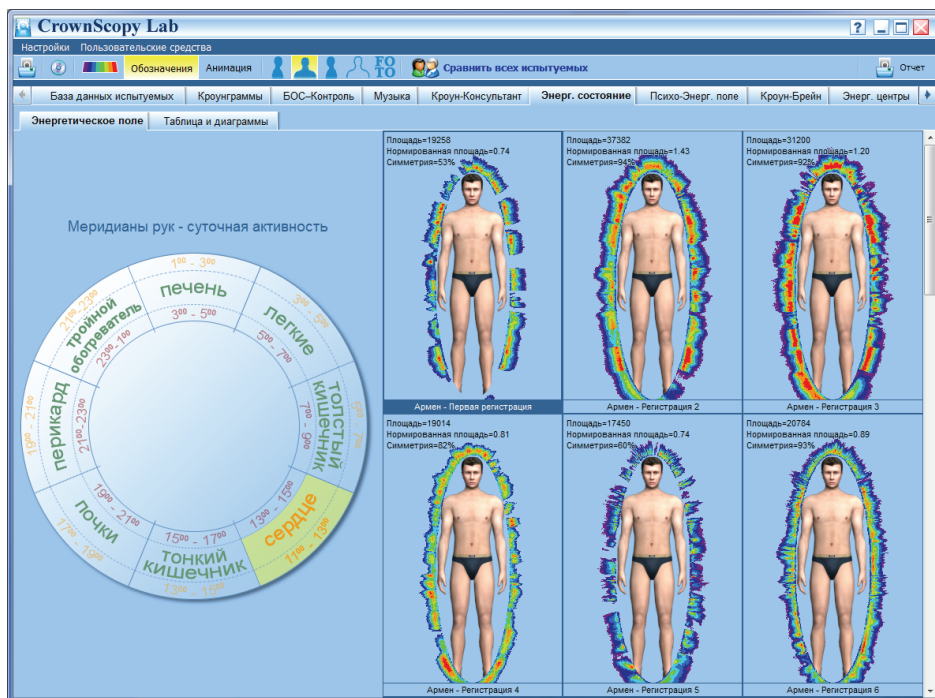 CrownScopy Lab
?
Настройки Пользовательские средства
Обозначения Анимация FO TO Сравнить всех испытуемых Отчет
База данных испытуемых Кроунграммы БОС–Контроль Музыка Кроун-Консультант Энерг. состояние Психо-Энерг. поле Кроун-Брейн Энерг. центры
Энергетическое поле Таблица и диаграммы
Меридианы рук - суточная активность
1⁰⁰ - 3⁰⁰
печень
3⁰⁰ - 5⁰⁰
3⁰⁰ - 5⁰⁰
легкие
5⁰⁰ - 7⁰⁰
5⁰⁰ - 7⁰⁰
толстый
кишечник
7⁰⁰ - 9⁰⁰
13⁰⁰ - 15⁰⁰
сердце
11⁰⁰ - 13⁰⁰
15⁰⁰ - 17⁰⁰
тонкий
кишечник
13⁰⁰ - 15⁰⁰
19⁰⁰ - 21⁰⁰
почки
17⁰⁰ - 19⁰⁰
21⁰⁰ - 23⁰⁰
перикард
19⁰⁰ - 21⁰⁰
21⁰⁰ - 23⁰⁰
тройной
обогреватель
23⁰⁰ - 1⁰⁰
Площадь=19258
Нормированная площадь=0.74
Симметрия=53%
Армен - Первая регистрация
Площадь=37382
Нормированная площадь=1.43
Симметрия=94%
Армен - Регистрация 2
Площадь=31200
Нормированная площадь=1.20
Симметрия=92%
Армен - Регистрация 3
Площадь=19014
Нормированная площадь=0.81
Симметрия=82%
Армен - Регистрация 4
Площадь=17450
Нормированная площадь=0.74
Симметрия=60%
Армен - Регистрация 5
Площадь=20784
Нормированная площадь=0.89
Симметрия=93%
Армен - Регистрация 6